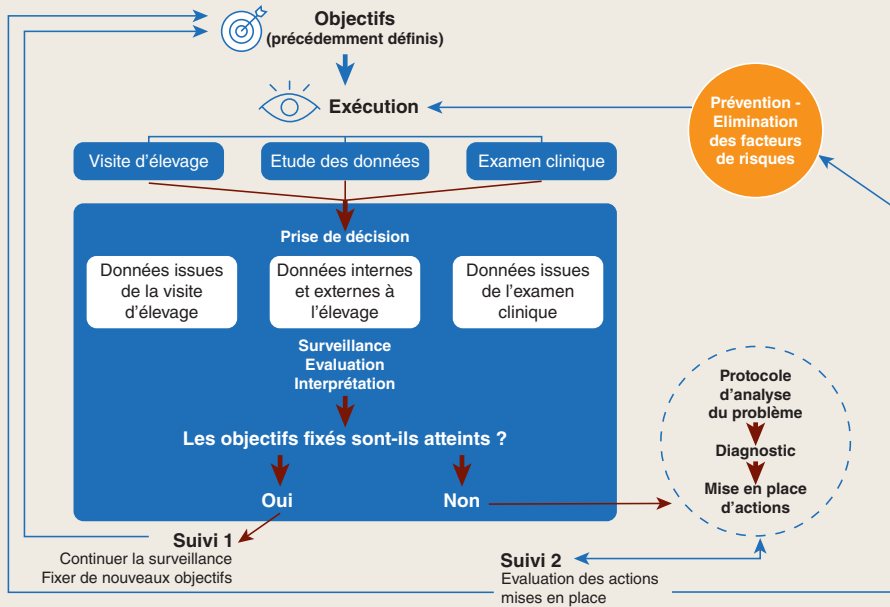 Objectifs
(précédemment définis)
Exécution
Prévention -
Elimination
des facteurs
de risques
Visite d'élevage
Etude des données
Examen clinique
Prise de décision
Données issues
de la visite
d'élevage
Données internes
et externes à
l'élevage
Données issues
de l'examen
clinique
Surveillance
Evaluation
Interprétation
Les objectifs fixés sont-ils atteints ?
Oui
Non
Protocole
d'analyse
du problème
Diagnostic
Mise en place
d'actions
Suivi 1
Continuer la surveillance
Fixer de nouveaux objectifs
Suivi 2
Evaluation des actions
mises en place